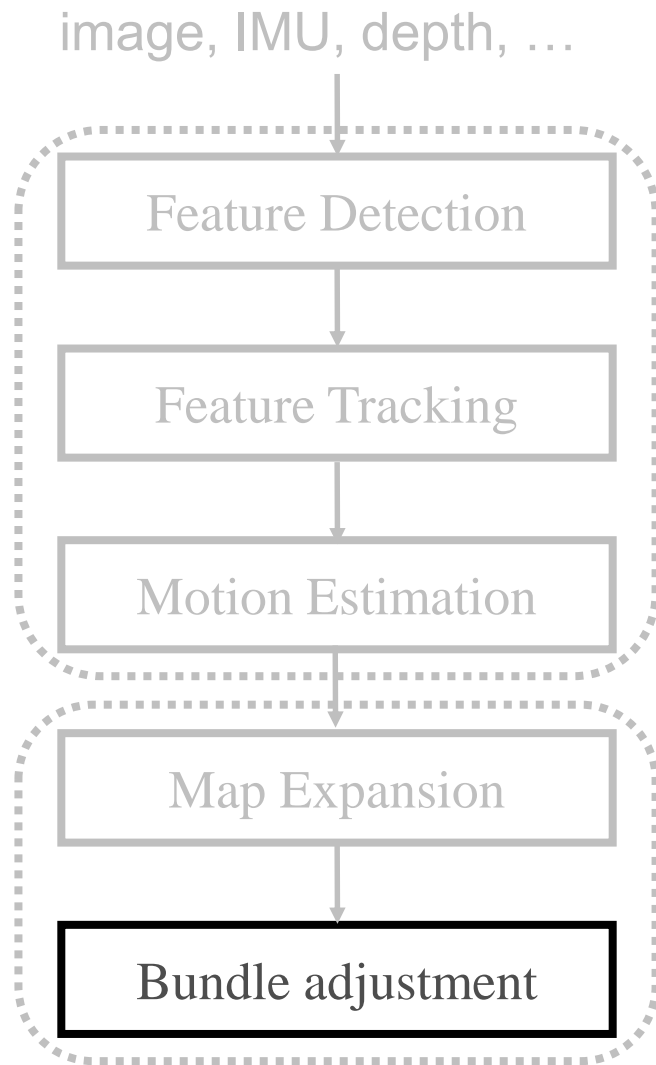 image, IMU, depth, …
Feature Detection
Feature Tracking
Motion Estimation
Map Expansion
Bundle adjustment